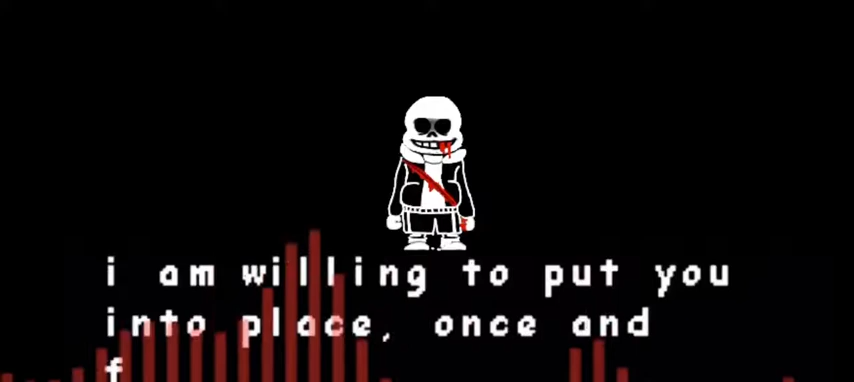 i am willing to put you
into place, once and
f